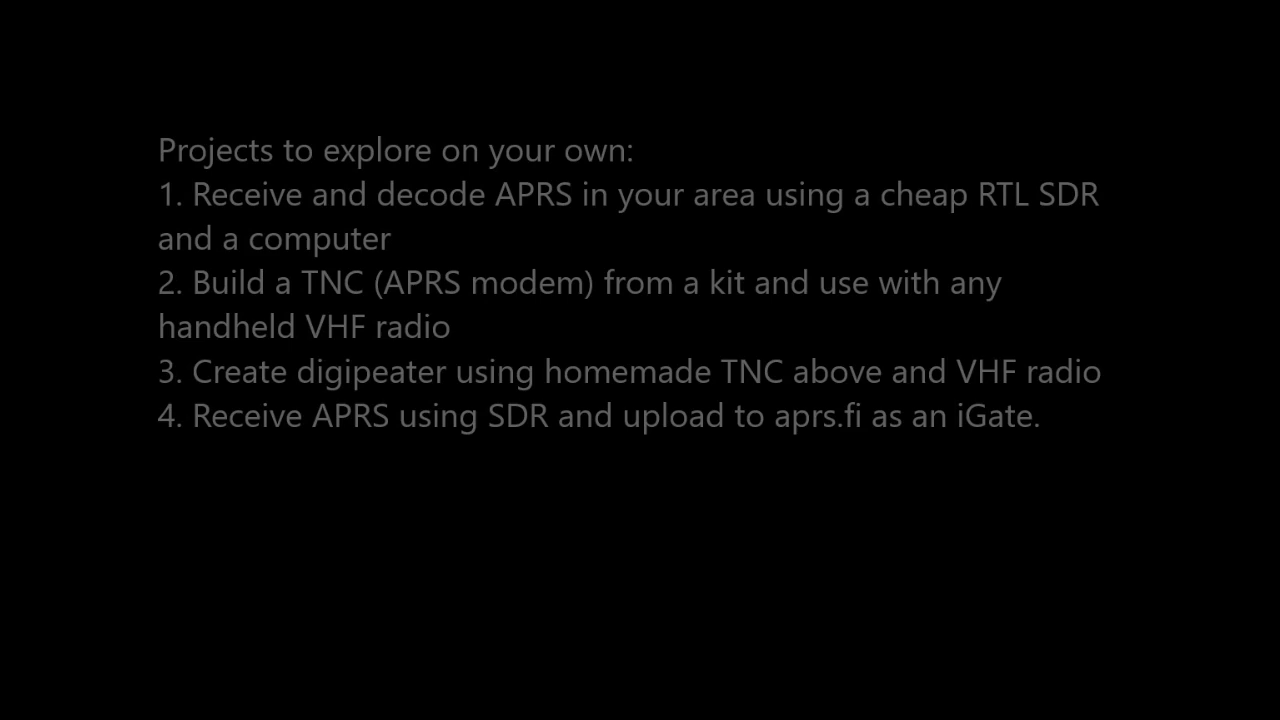 Projects to explore on your own:
1. Receive and decode APRS in your area using a cheap RTL SDR
and a computer
2. Build a TNC (APRS modem) from a kit and use with any
handheld VHF radio
3. Create digipeater using homemade TNC above and VHF radio
4. Receive APRS using SDR and upload to aprs.fi as an iGate.